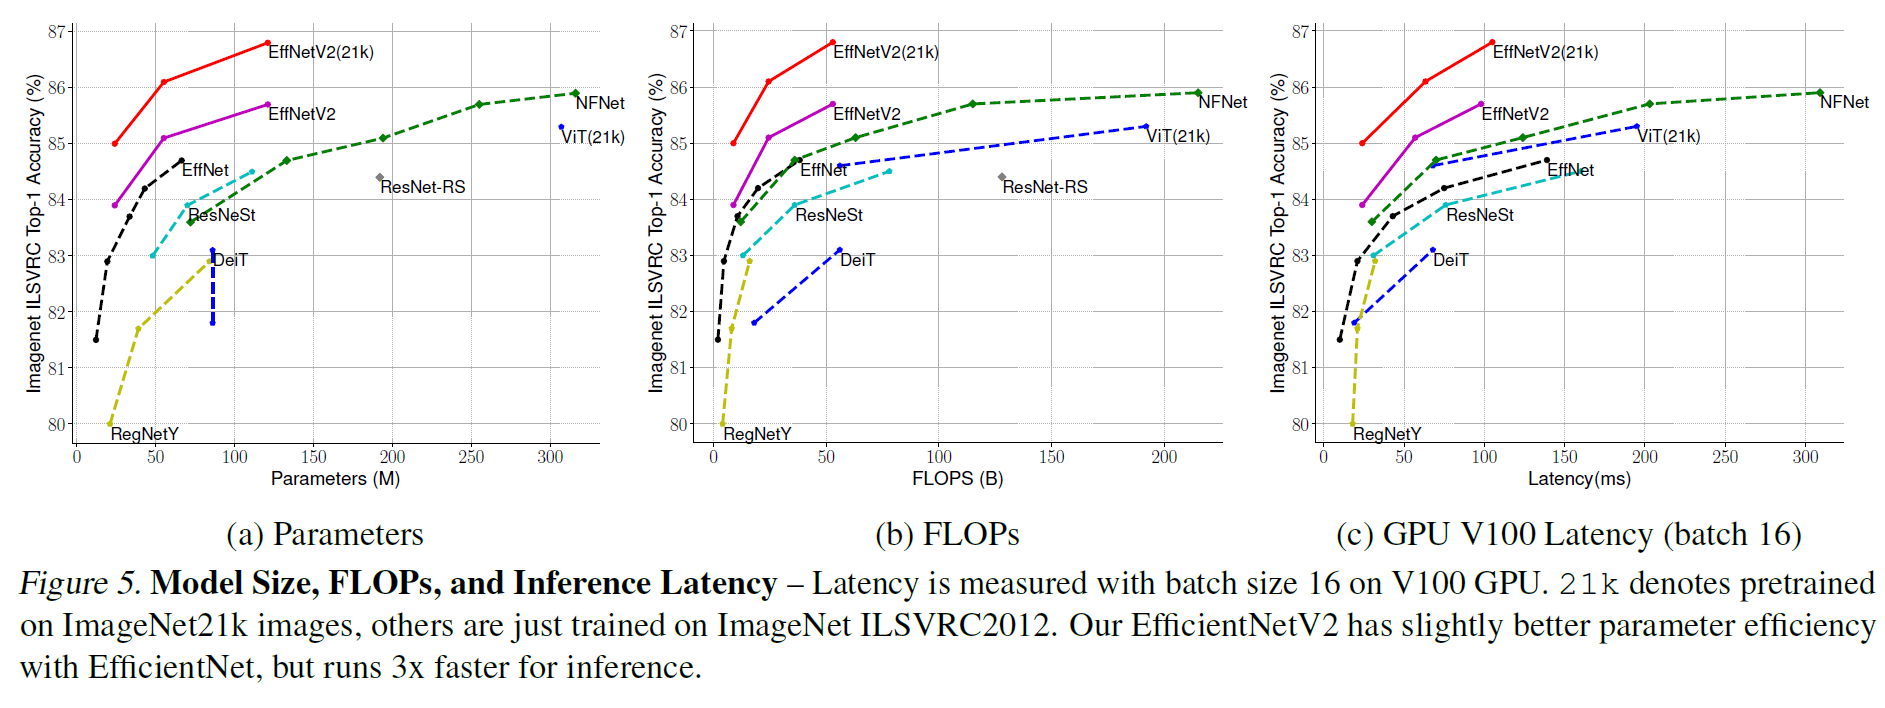 Imagenet ILSVRC Top-1 Accuracy (%)
87
86
85
84
83
82
81
80
0 50 100 150 200 250 300
Parameters (M)
EffNetV2(21k)
EffNetV2
NFNet
ViT(21k)
EffNet
ResNet-RS
ResNeSt
DeiT
RegNetY
(a) Parameters
Imagenet ILSVRC Top-1 Accuracy (%)
87
86
85
84
83
82
81
80
0 50 100 150 200
FLOPS (B)
EffNetV2(21k)
EffNetV2
NFNet
ViT(21k)
EffNet
ResNet-RS
ResNeSt
DeiT
RegNetY
(b) FLOPs
Imagenet ILSVRC Top-1 Accuracy (%)
87
86
85
84
83
82
81
80
0 50 100 150 200 250 300
Latency(ms)
EffNetV2(21k)
EffNetV2
NFNet
ViT(21k)
EffNet
ResNeSt
DeiT
RegNetY
(c) GPU V100 Latency (batch 16)
Figure 5. Model Size, FLOPs, and Inference Latency – Latency is measured with batch size 16 on V100 GPU. 21k denotes pretrained
on ImageNet21k images, others are just trained on ImageNet ILSVRC2012. Our EfficientNetV2 has slightly better parameter efficiency
with EfficientNet, but runs 3x faster for inference.